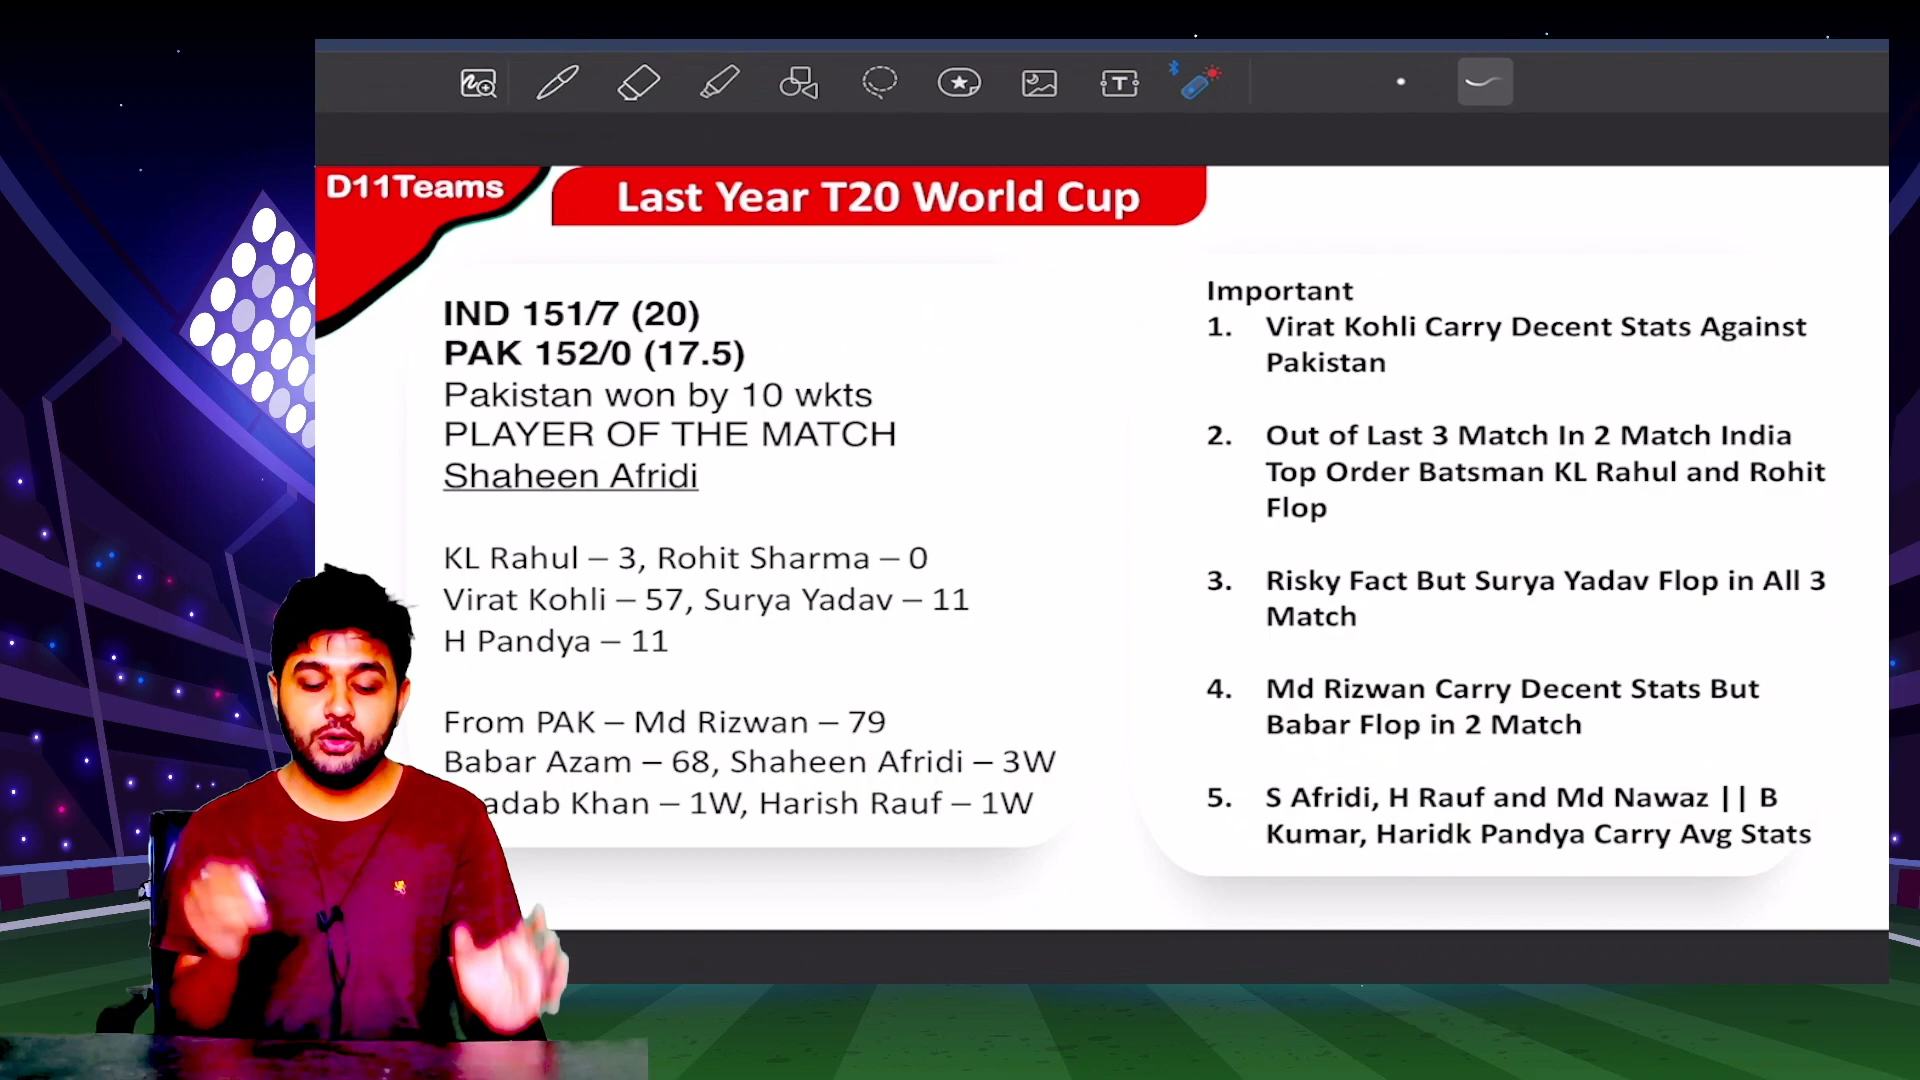 D11Teams
Last Year T20 World Cup
IND 151/7 (20)
PAK 152/0 (17.5)
Pakistan won by 10 wkts
PLAYER OF THE MATCH
Shaheen Afridi
KL Rahul – 3, Rohit Sharma – 0
Virat Kohli – 57, Surya Yadav – 11
H Pandya – 11
From PAK – Md Rizwan – 79
Babar Azam – 68, Shaheen Afridi – 3W
adab Khan – 1W, Harish Rauf – 1W
Important
1. Virat Kohli Carry Decent Stats Against
Pakistan
2. Out of Last 3 Match In 2 Match India
Top Order Batsman KL Rahul and Rohit
Flop
3. Risky Fact But Surya Yadav Flop in All 3
Match
4. Md Rizwan Carry Decent Stats But
Babar Flop in 2 Match
5. S Afridi, H Rauf and Md Nawaz || B
Kumar, Haridk Pandya Carry Avg Stats